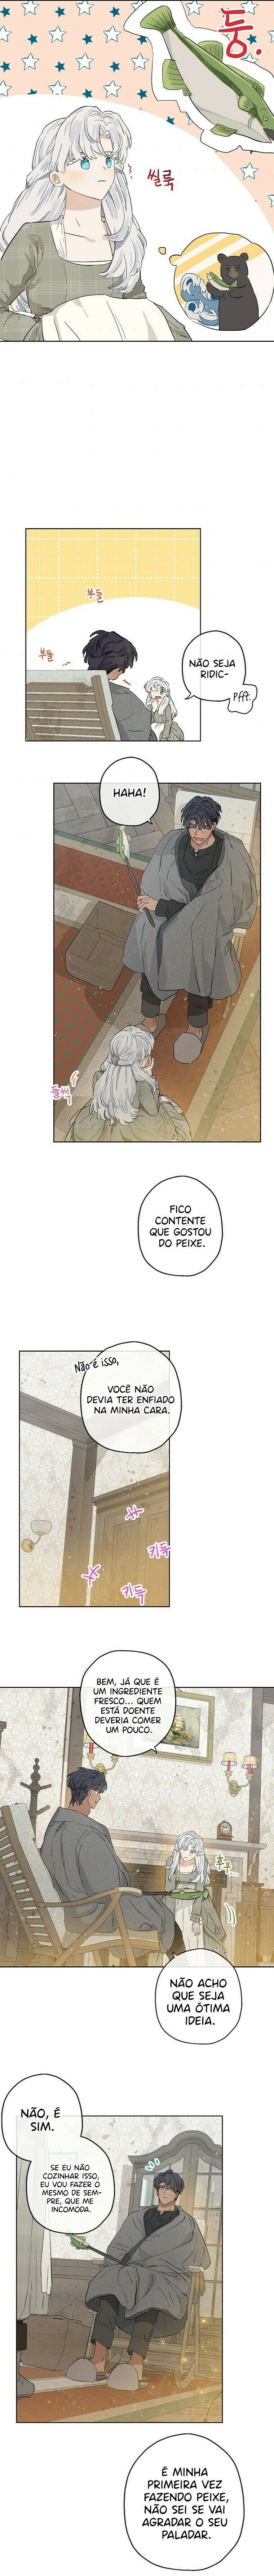 둥.
씰룩
부들
부들
NÃO SEJA
RIDIC-
Pfft.
HAHA!
들썩
FICO
CONTENTE
QUE GOSTOU
DO PEIXE.
Não é isso,
VOCÊ NÃO
DEVIA TER ENFIADO
NA MINHA CARA.
키득
키득
BEM, JÁ QUE É
UM INGREDIENTE
FRESCO... QUEM
ESTÁ DOENTE
DEVERIA COMER
UM POUCO.
후우...
NÃO ACHO
QUE SEJA
UMA ÓTIMA
IDEIA.
NÃO, É
SIM.
SE EU NÃO
COZINHAR ISSO,
EU VOU FAZER O
MESMO DE SEM-
PRE, QUE ME
INCOMODA.
É MINHA
PRIMEIRA VEZ
FAZENDO PEIXE,
NÃO SEI SE VAI
AGRADAR O SEU
PALADAR.